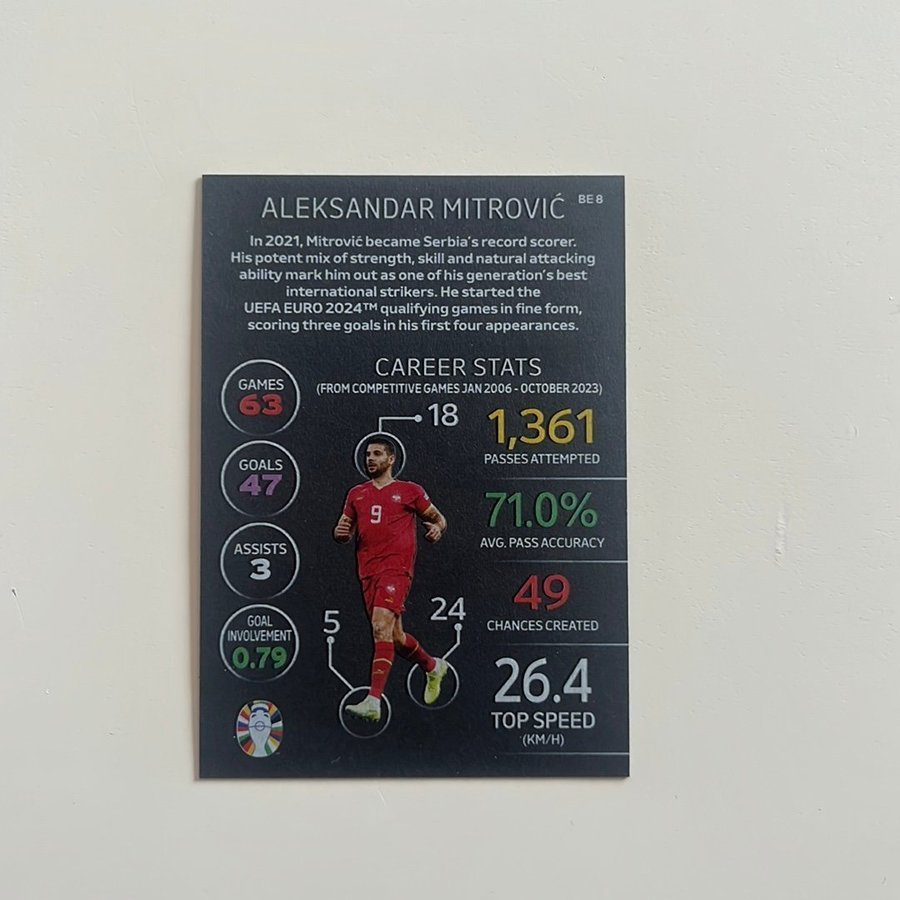 ALEKSANDAR MITROVIĆ
BE 8
In 2021, Mitrović became Serbia's record scorer.
His potent mix of strength, skill and natural attacking
ability mark him out as one of his generation's best
international strikers. He started the
UEFA EURO 2024™ qualifying games in fine form,
scoring three goals in his first four appearances.
CAREER STATS
(FROM COMPETITIVE GAMES JAN 2006 - OCTOBER 2023)
GAMES
63
GOALS
47
ASSISTS
3
GOAL
INVOLVEMENT
0.79
18
9
5
24
1,361
PASSES ATTEMPTED
71.0%
AVG. PASS ACCURACY
49
CHANCES CREATED
26.4
TOP SPEED
(KM/H)